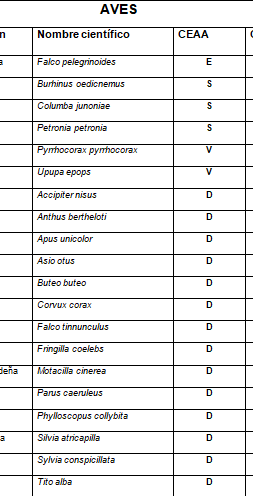 AVES
n Nombre científico CEAA C
a Falco pelegrinoides E
Burhinus oedicnemus S
Columba junoniae S
Petronia petronia S
Pyrrhocorax pyrrhocorax V
Upupa epops V
Accipiter nisus D
Anthus bertheloti D
Apus unicolor D
Asio otus D
Buteo buteo D
Corvux corax D
Falco tinnunculus D
Fringilla coelebs D
deña Motacilla cinerea D
Parus caeruleus D
Phylloscopus collybita D
a Silvia atricapilla D
Sylvia conspicillata D
Tito alba D